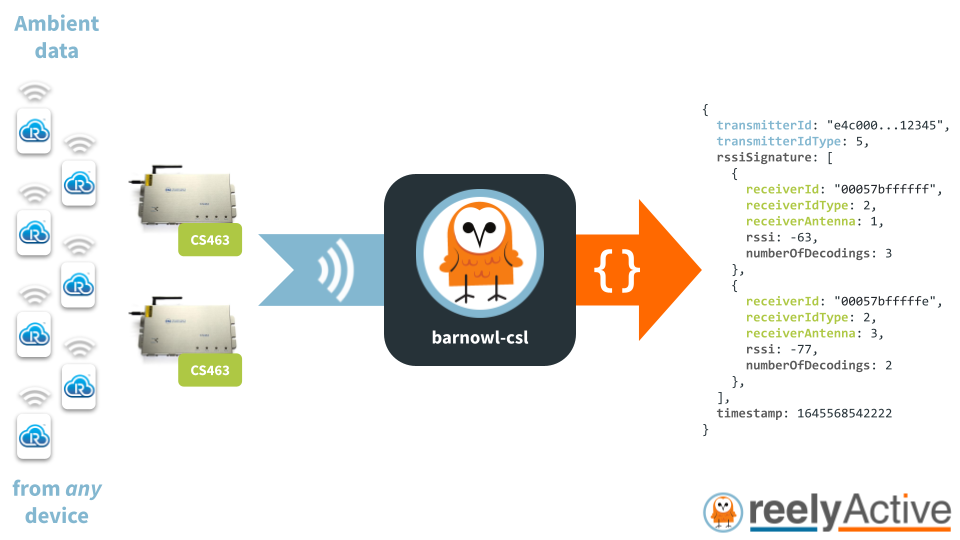 Ambient
data
from any
device
CS463
CS463
barnowl-csl
{}
{
transmitterId: "e4c000...12345",
transmitterIdType: 5,
rssiSignature: [
{
receiverId: "00057bffffff",
receiverIdType: 2,
receiverAntenna: 1,
rssi: -63,
numberOfDecodings: 3
},
{
receiverId: "00057bfffffe",
receiverIdType: 2,
receiverAntenna: 3,
rssi: -77,
numberOfDecodings: 2
},
],
timestamp: 1645568542222
}
reelyActive